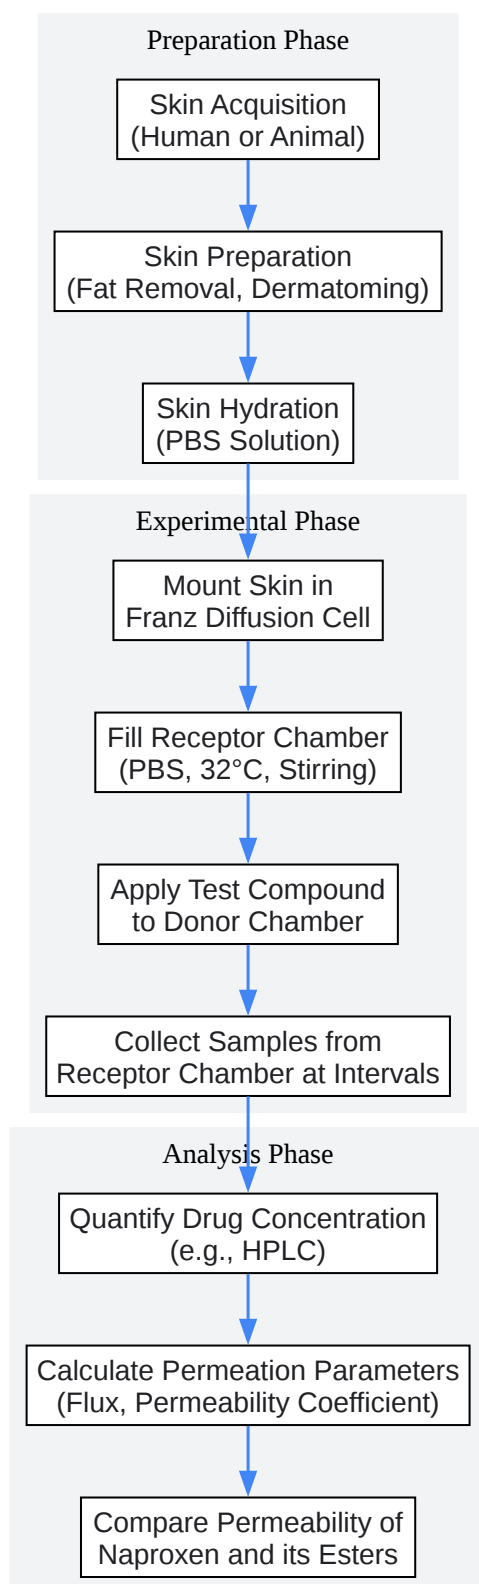 Preparation Phase
Skin Acquisition
(Human or Animal)
Skin Preparation
(Fat Removal, Dermatoming)
Skin Hydration
(PBS Solution)
Experimental Phase
Mount Skin in
Franz Diffusion Cell
Fill Receptor Chamber
(PBS, 32°C, Stirring)
Apply Test Compound
to Donor Chamber
Collect Samples from
Receptor Chamber at Intervals
Analysis Phase
Quantify Drug Concentration
(e.g., HPLC)
Calculate Permeation Parameters
(Flux, Permeability Coefficient)
Compare Permeability of
Naproxen and its Esters